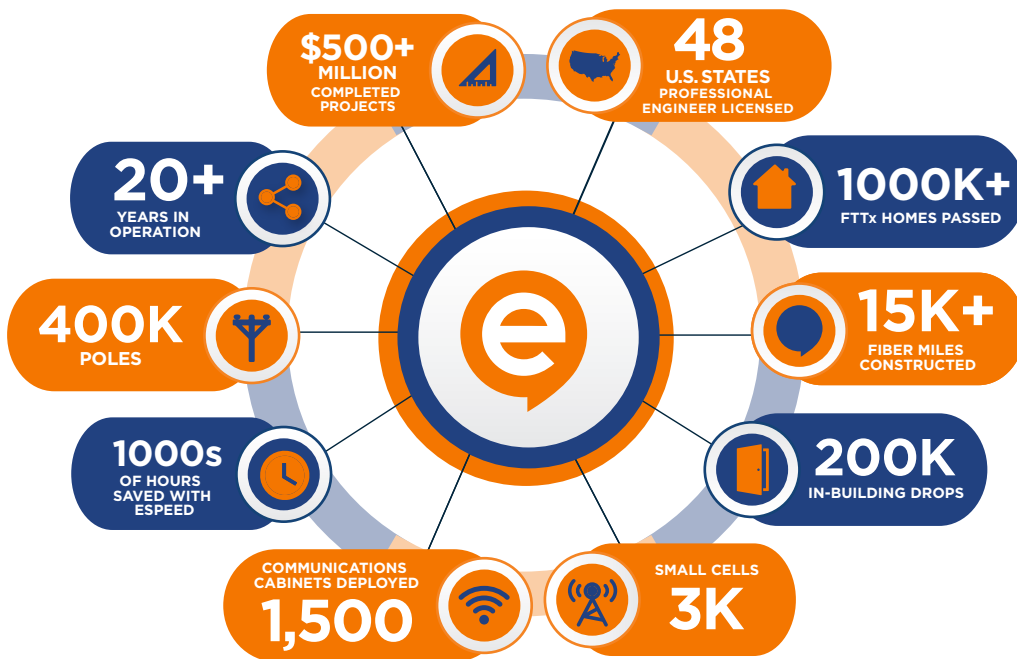 $500+
MILLION
COMPLETED
PROJECTS
48
U.S. STATES
PROFESSIONAL
ENGINEER LICENSED
20+
YEARS IN
OPERATION
1000K+
FTTx HOMES PASSED
400K
POLES
e
15K+
FIBER MILES
CONSTRUCTED
1000s
OF HOURS
SAVED WITH
ESPEED
200K
IN-BUILDING DROPS
COMMUNICATIONS
CABINETS DEPLOYED
1,500
SMALL CELLS
3K